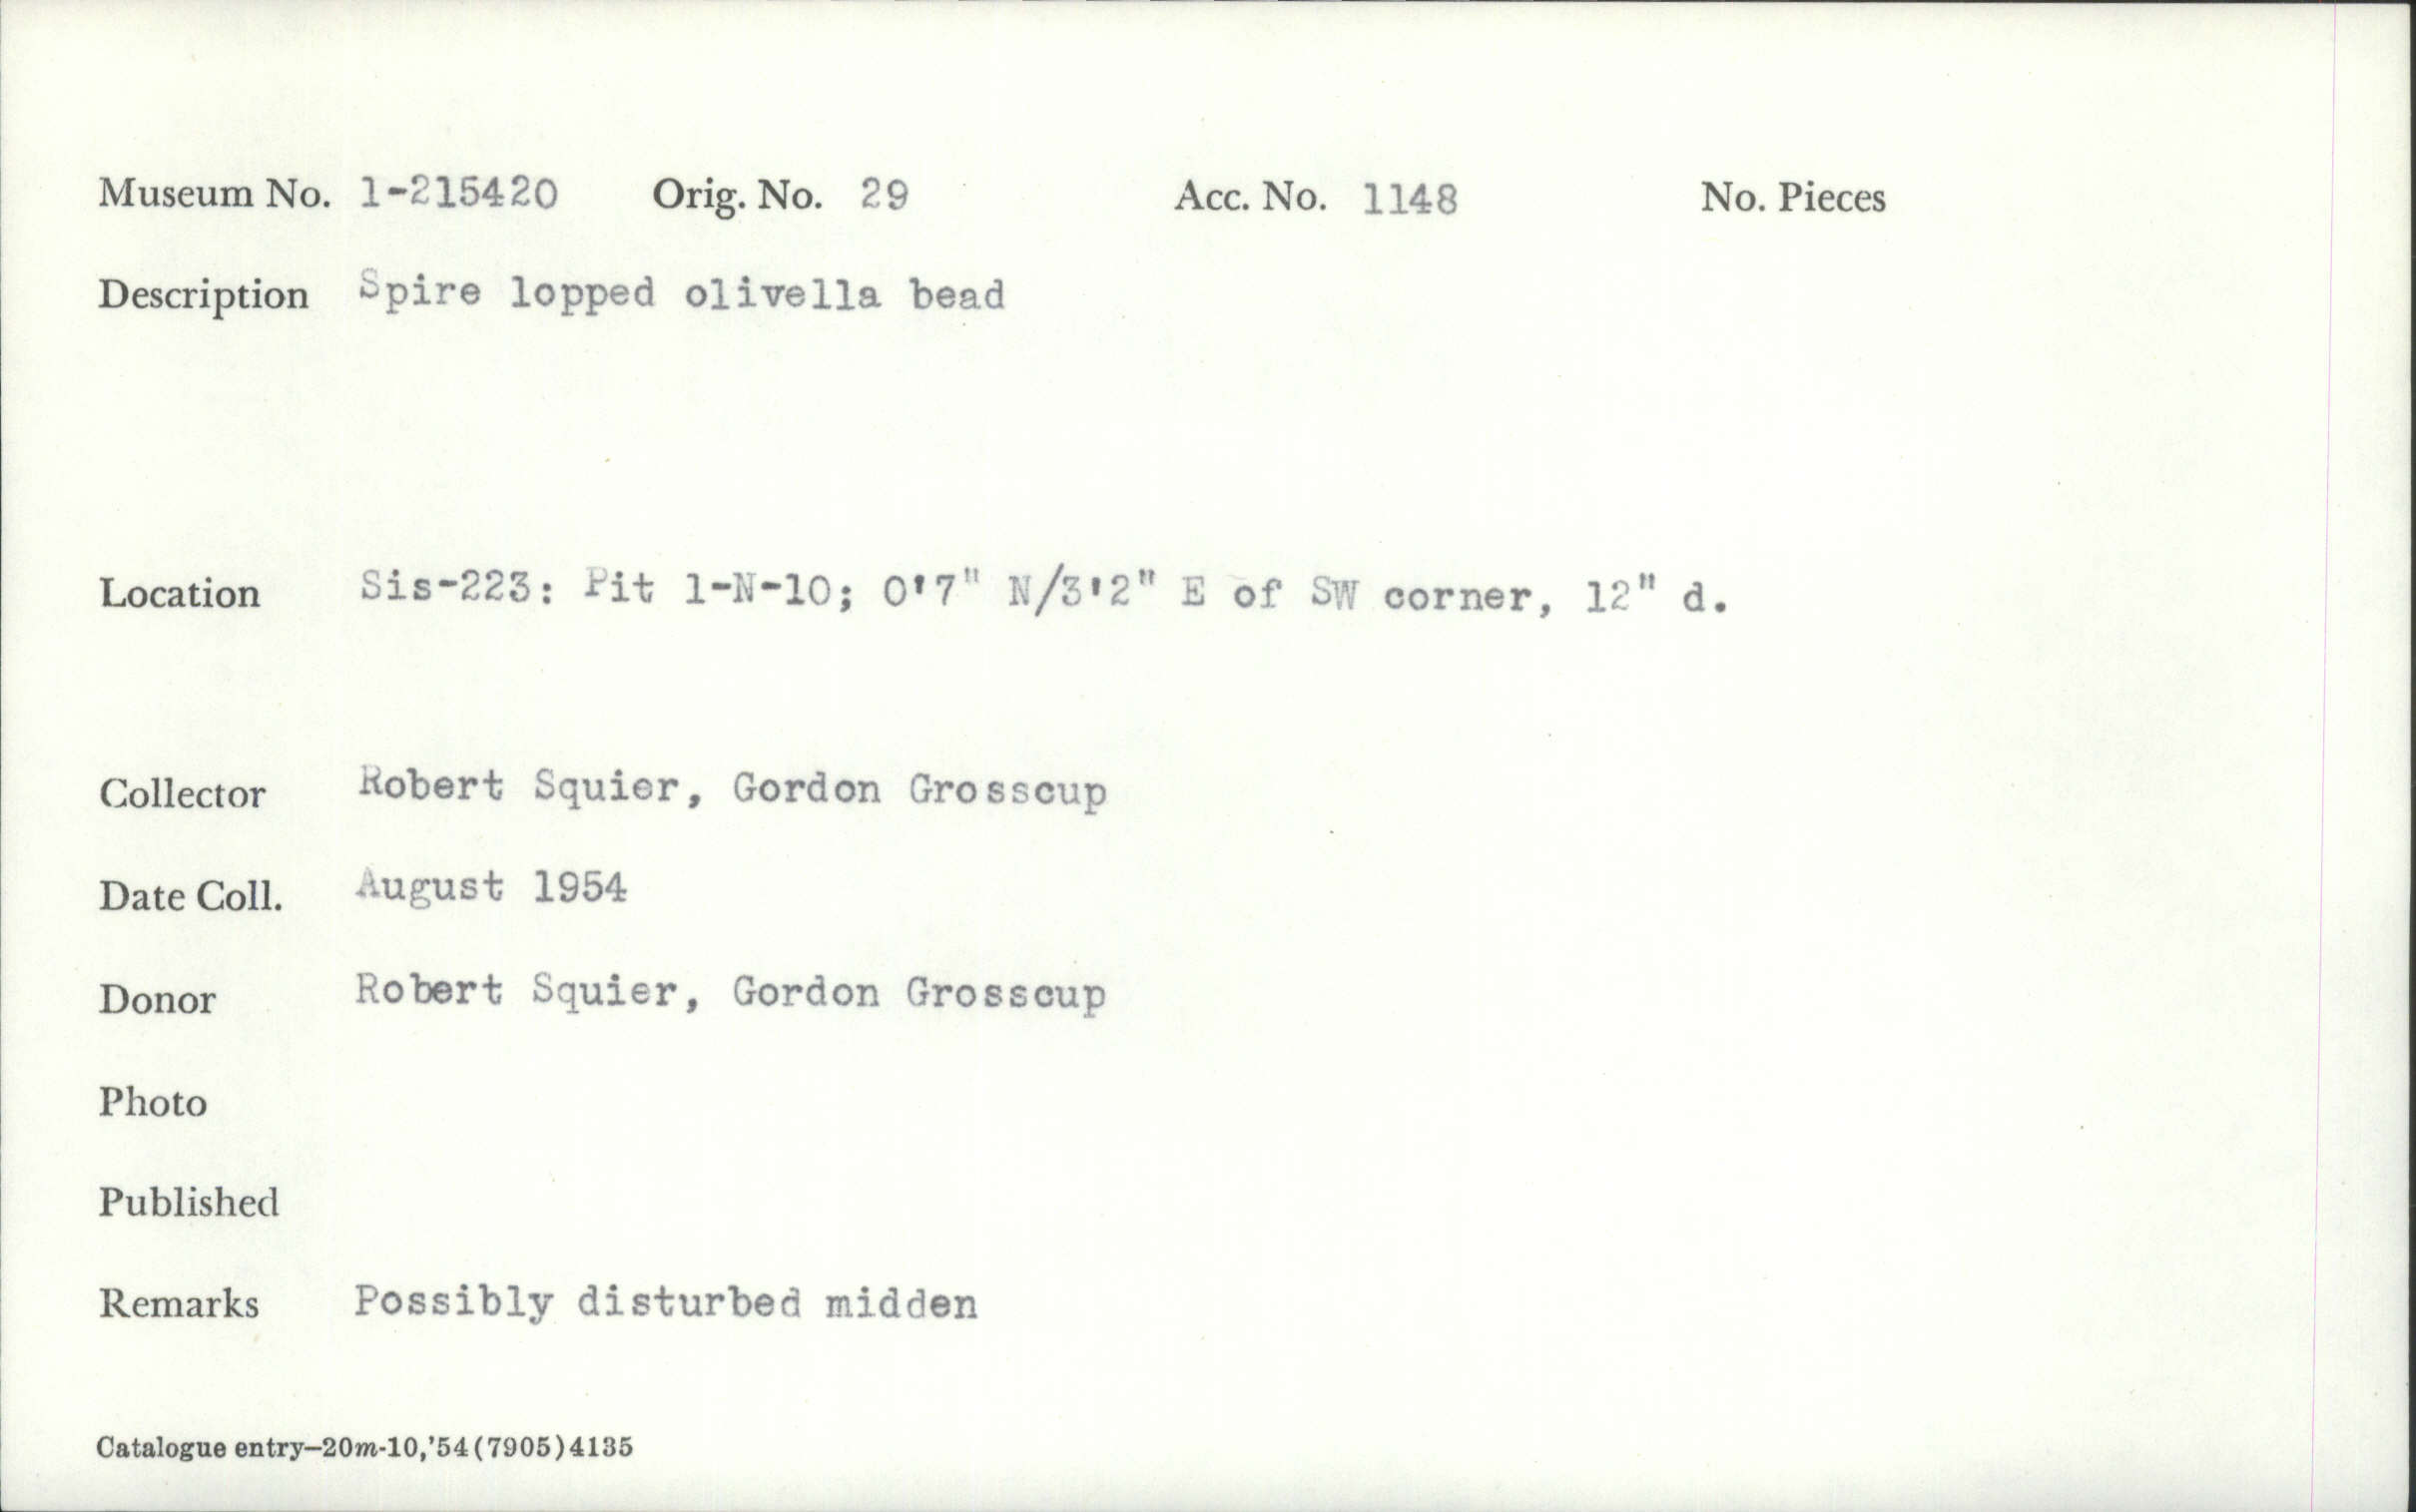 Museum No. 1-215420 Orig. No. 29 Acc. No. 1148 No. Pieces
Description Spire lopped olivella bead
Location Sis-223: Pit 1-N-10; 0'7" N/3'2" E of SW corner, 12" d.
Collector Robert Squier, Gordon Grosscup
Date Coll. August 1954
Donor Robert Squier, Gordon Grosscup
Photo
Published
Remarks Possibly disturbed midden
Catalogue entry—20m-10,'54(7905)4135